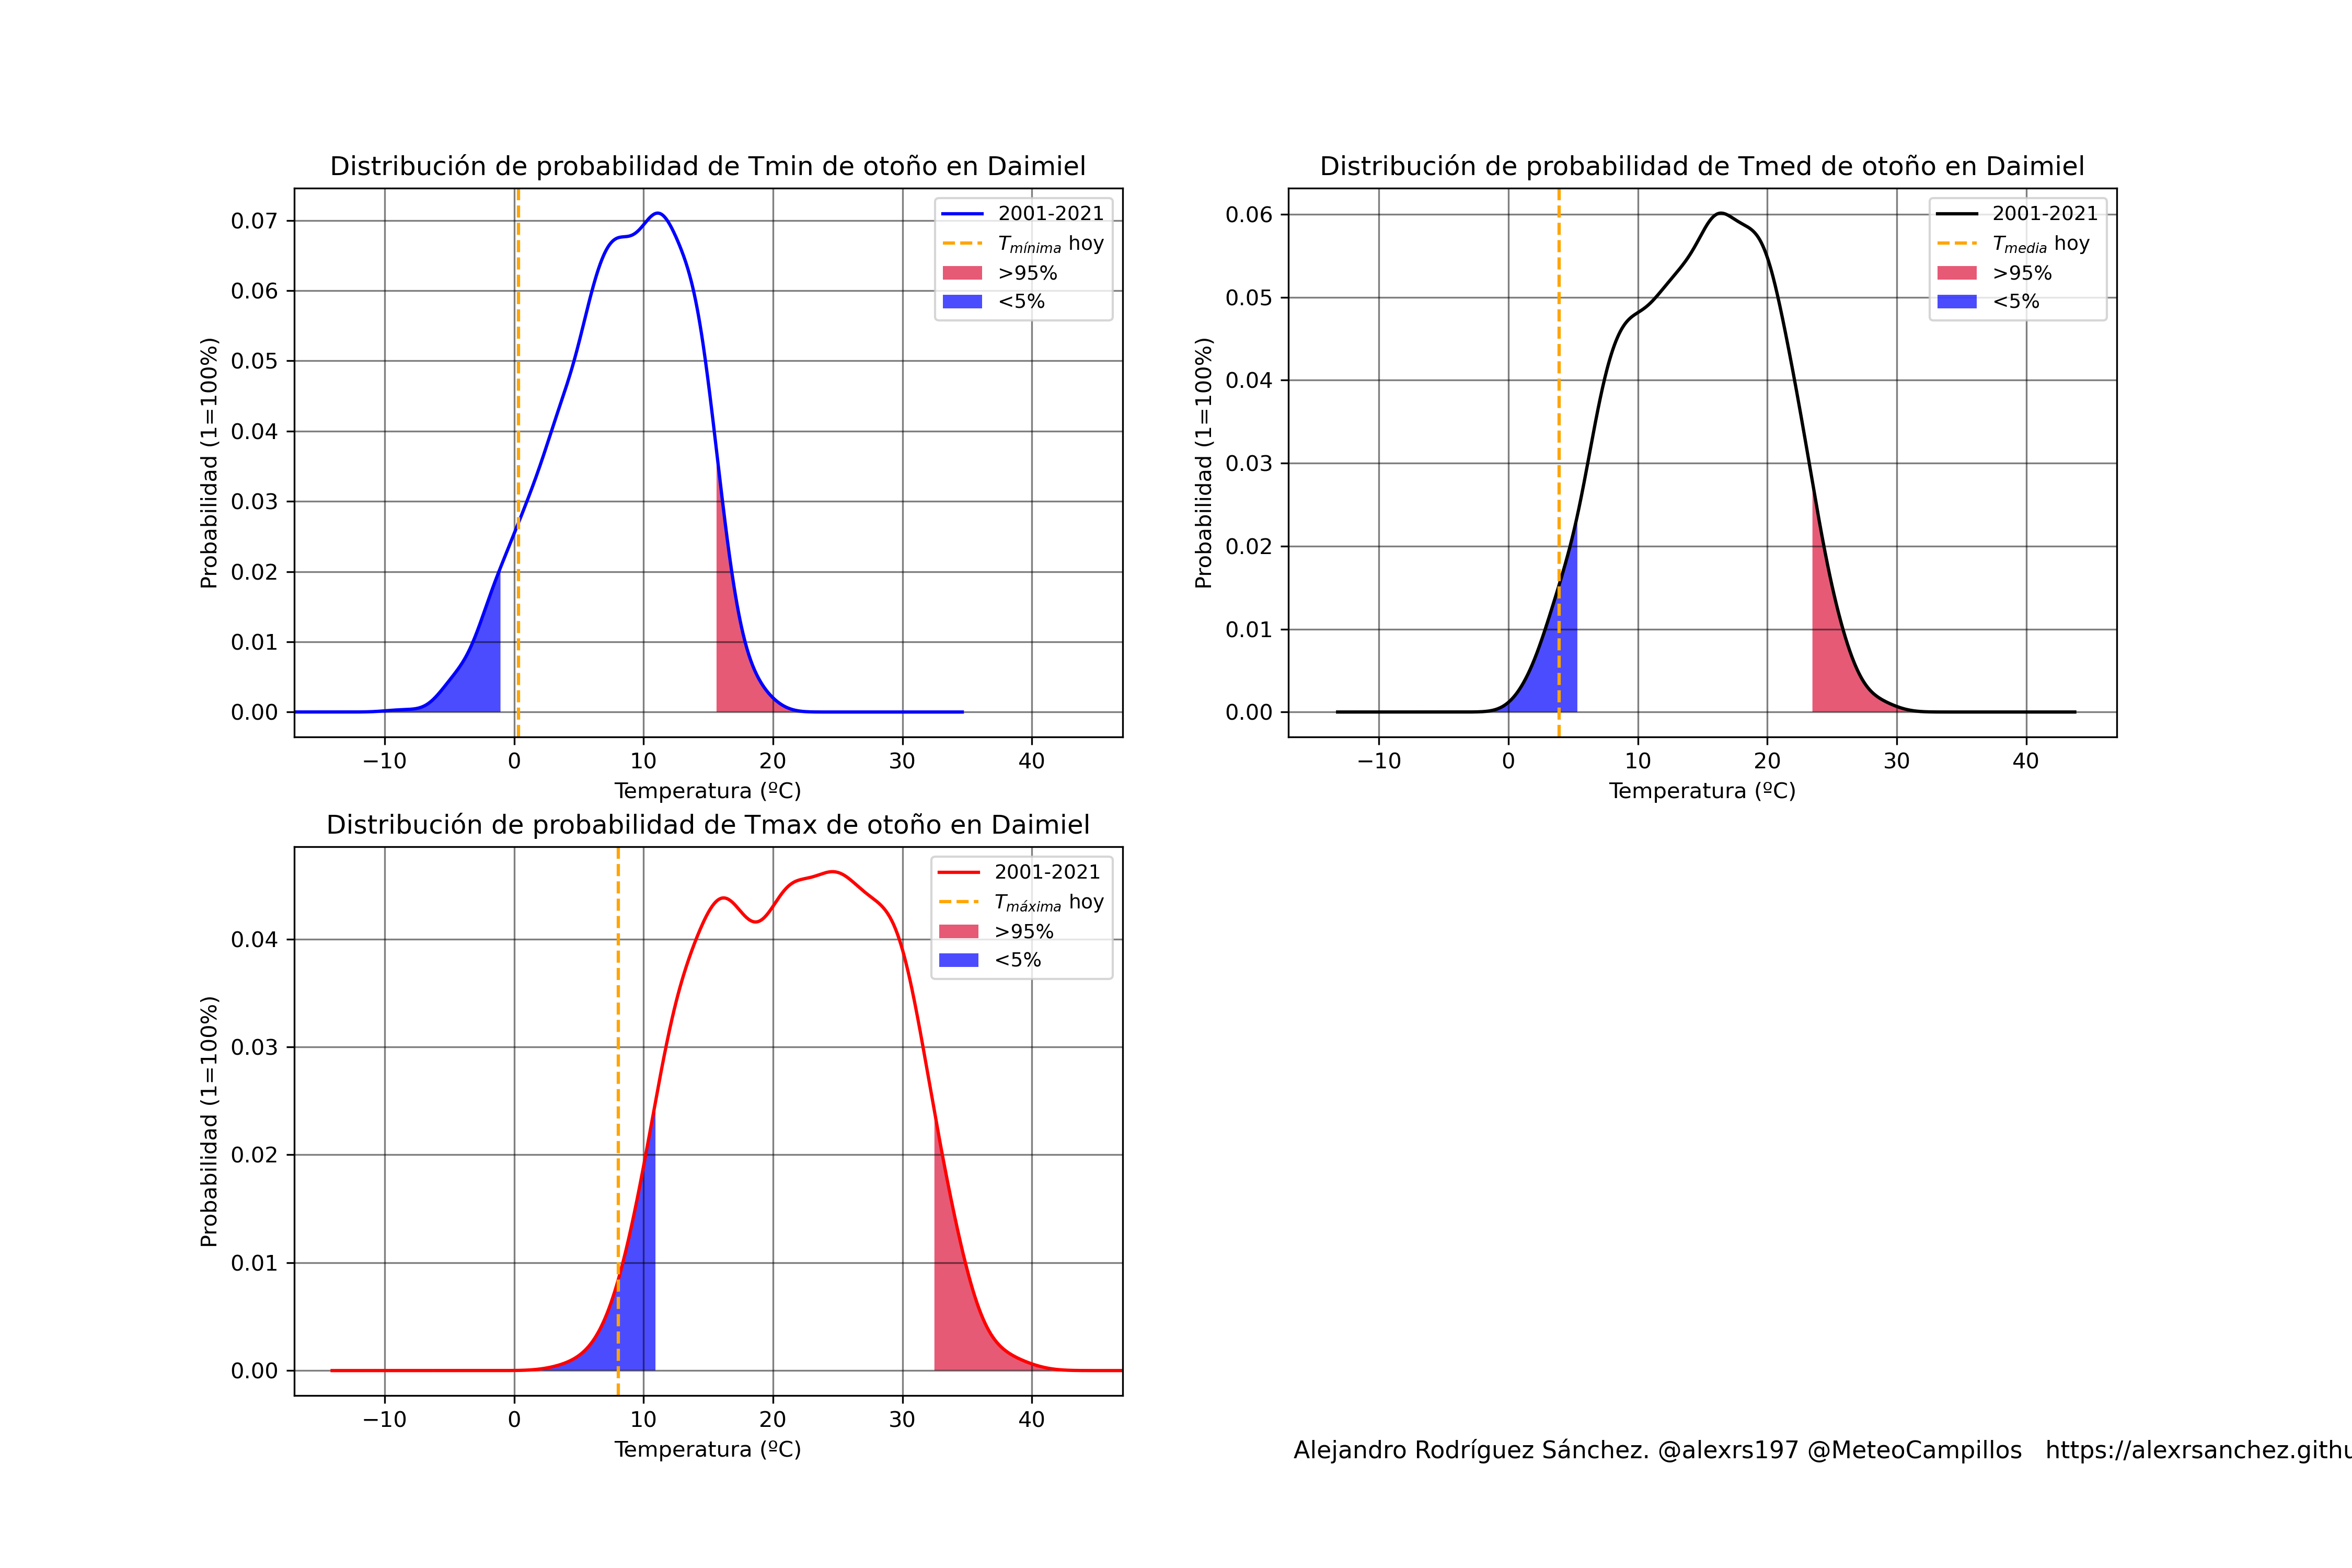 Distribución de probabilidad de Tmin de otoño en Daimiel
Probabilidad (1=100%)
0.07
0.06
0.05
0.04
0.03
0.02
0.01
0.00
2001-2021
Tmínima hoy
>95%
<5%
−10 0 10 20 30 40
Temperatura (ºC)
Distribución de probabilidad de Tmed de otoño en Daimiel
Probabilidad (1=100%)
0.06
0.05
0.04
0.03
0.02
0.01
0.00
2001-2021
Tmedia hoy
>95%
<5%
−10 0 10 20 30 40
Temperatura (ºC)
Distribución de probabilidad de Tmax de otoño en Daimiel
Probabilidad (1=100%)
0.04
0.03
0.02
0.01
0.00
2001-2021
Tmáxima hoy
>95%
<5%
−10 0 10 20 30 40
Temperatura (ºC)
Alejandro Rodríguez Sánchez. @alexrs197 @MeteoCampillos https://alexrsanchez.githu